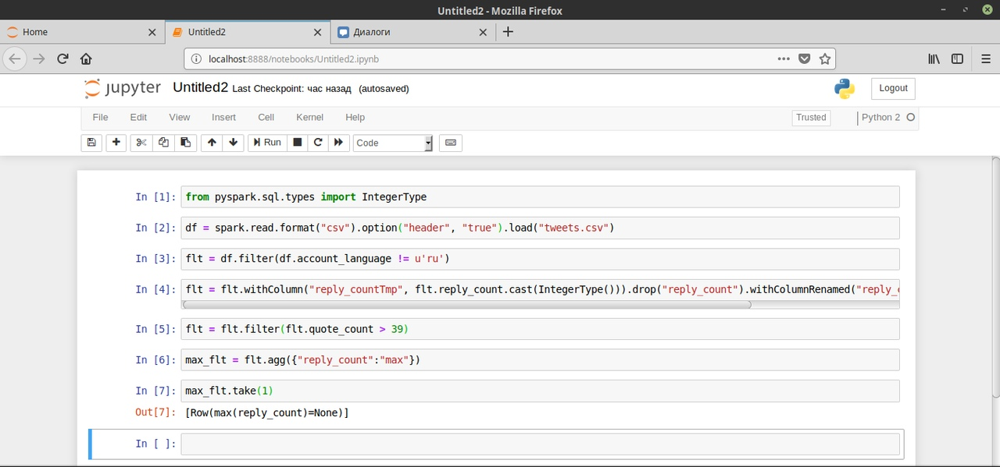 Untitled2 - Mozilla Firefox
Home
Untitled2
Диалоги
localhost:8888/notebooks/Untitled2.ipynb
jupyter Untitled2 Last Checkpoint: час назад (autosaved)
Logout
File Edit View Insert Cell Kernel Help Trusted Python 2
Run Code
In [1]: from pyspark.sql.types import IntegerType
In [2]: df = spark.read.format("csv").option("header", "true").load("tweets.csv")
In [3]: flt = df.filter(df.account_language != u'ru')
In [4]: flt = flt.withColumn("reply_countTmp", flt.reply_count.cast(IntegerType())).drop("reply_count").withColumnRenamed("reply_c
In [5]: flt = flt.filter(flt.quote_count > 39)
In [6]: max_flt = flt.agg({"reply_count":"max"})
In [7]: max_flt.take(1)
Out[7]: [Row(max(reply_count)=None)]
In [ ]: